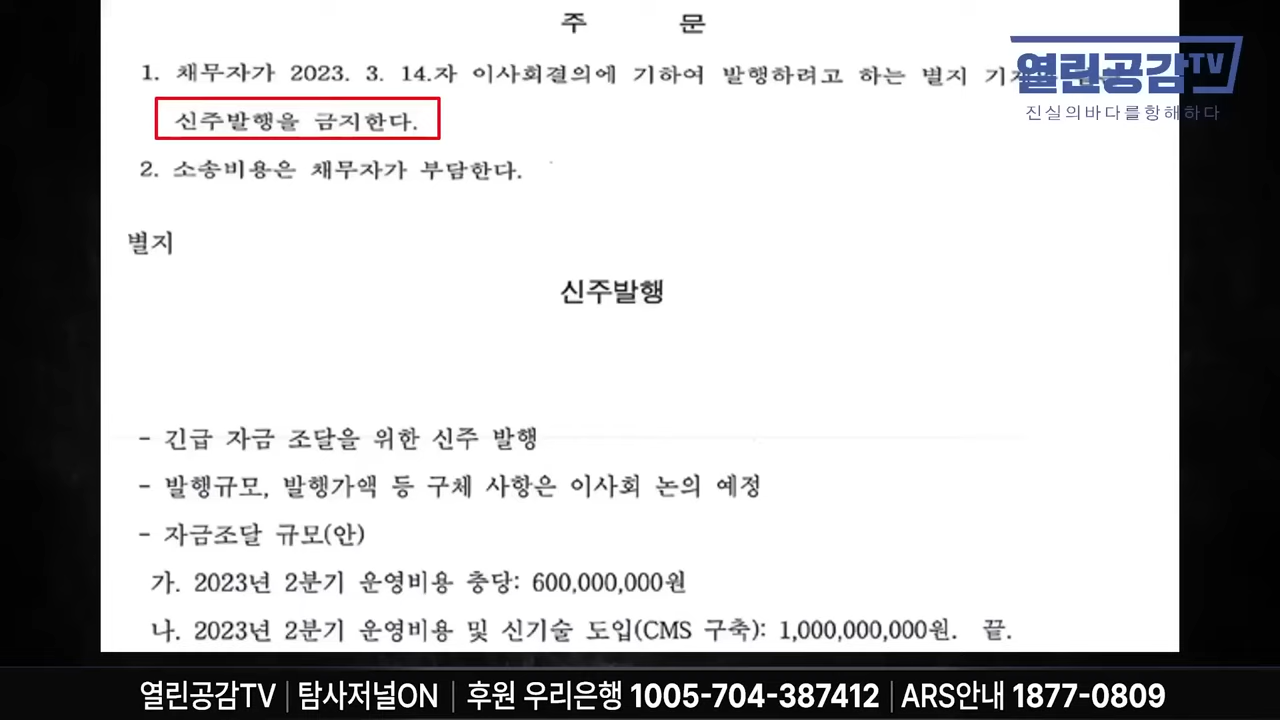 주 문
1. 채무자가 2023. 3. 14.자 이사회결의에 기하여 발행하려고 하는 별지
신주발행을 금지한다.
2. 소송비용은 채무자가 부담한다.
별지
신주발행
- 긴급 자금 조달을 위한 신주 발행
- 발행규모, 발행가액 등 구체 사항은 이사회 논의 예정
- 자금조달 규모(안)
가. 2023년 2분기 운영비용 충당: 600,000,000원
나. 2023년 2분기 운영비용 및 신기술 도입(CMS 구축): 1,000,000,000원. 끝.
열린공감TV
진실의바다를항해하다
열린공감TV | 탐사저널ON | 후원 우리은행 1005-704-387412 | ARS안내 1877-0809